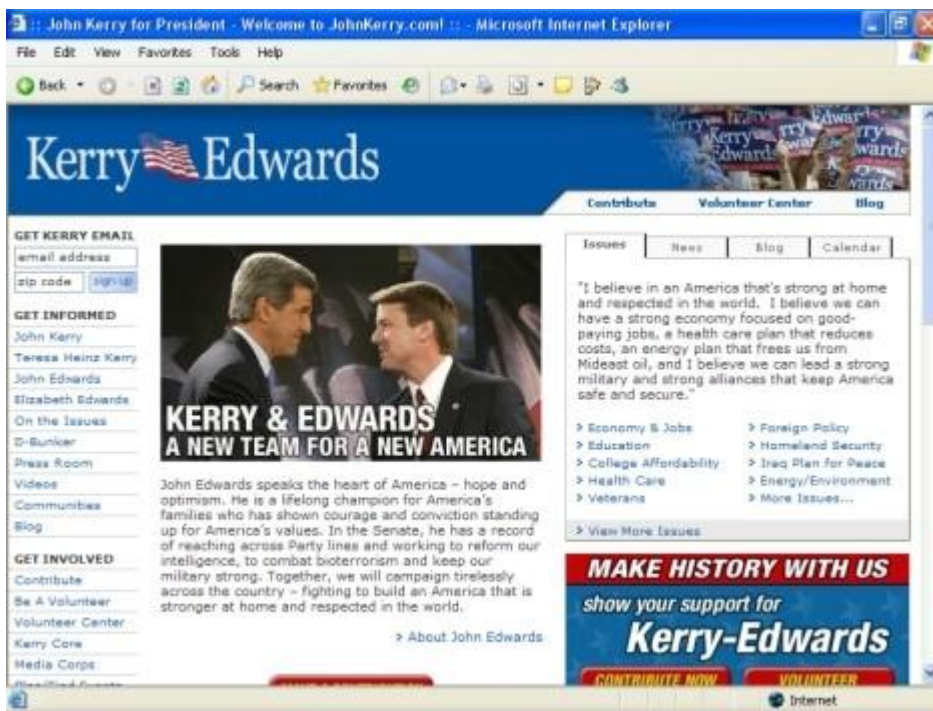 :: John Kerry for President - Welcome to JohnKerry.com! :: - Microsoft Internet Explorer
File Edit View Favorites Tools Help
Back Search Favorites
Kerry Edwards
Contribute Volunteer Center Blog
GET KERRY EMAIL
email address
zip code sign up
GET INFORMED
John Kerry
Teresa Heinz Kerry
John Edwards
Elizabeth Edwards
On the Issues
D-Bunker
Press Room
Videos
Communities
Blog
GET INVOLVED
Contribute
Be A Volunteer
Volunteer Center
Kerry Core
Media Corps
KERRY & EDWARDS
A NEW TEAM FOR A NEW AMERICA
John Edwards speaks the heart of America – hope and
optimism. He is a lifelong champion for America's
families who has shown courage and conviction standing
up for America's values. In the Senate, he has a record
of reaching across Party lines and working to reform our
intelligence, to combat bioterrorism and keep our
military strong. Together, we will campaign tirelessly
across the country – fighting to build an America that is
stronger at home and respected in the world.
> About John Edwards
Issues News Blog Calendar
"I believe in an America that's strong at home
and respected in the world. I believe we can
have a strong economy focused on good-
paying jobs, a health care plan that reduces
costs, an energy plan that frees us from
Mideast oil, and I believe we can lead a strong
military and strong alliances that keep America
safe and secure."
> Economy & Jobs
> Education
> College Affordability
> Health Care
> Veterans
> Foreign Policy
> Homeland Security
> Iraq Plan for Peace
> Energy/Environment
> More Issues...
> View More Issues
MAKE HISTORY WITH US
show your support for
Kerry-Edwards
CONTRIBUTE NOW VOLUNTEER
Internet